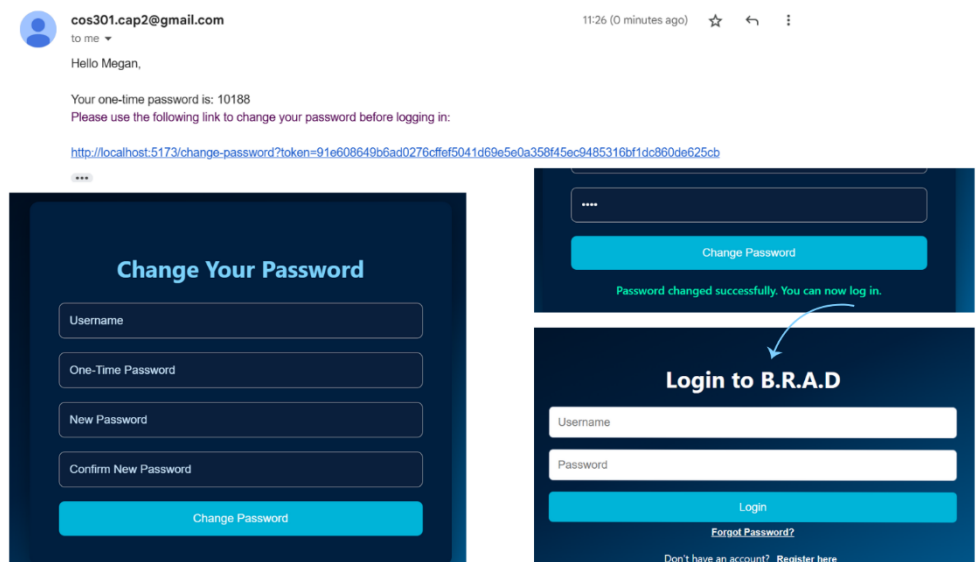 cos301.cap2@gmail.com
11:26 (0 minutes ago)
to me
Hello Megan,
Your one-time password is: 10188
Please use the following link to change your password before logging in:
http://localhost:5173/change-password?token=91e608649b6ad0276cffef5041d69e5e0a358f45ec9485316bf1dc860de625cb
Change Your Password
Username
One-Time Password
New Password
Confirm New Password
Change Password
Change Password
Password changed successfully. You can now log in.
Login to B.R.A.D
Username
Password
Login
Forgot Password?
Don't have an account? Register here